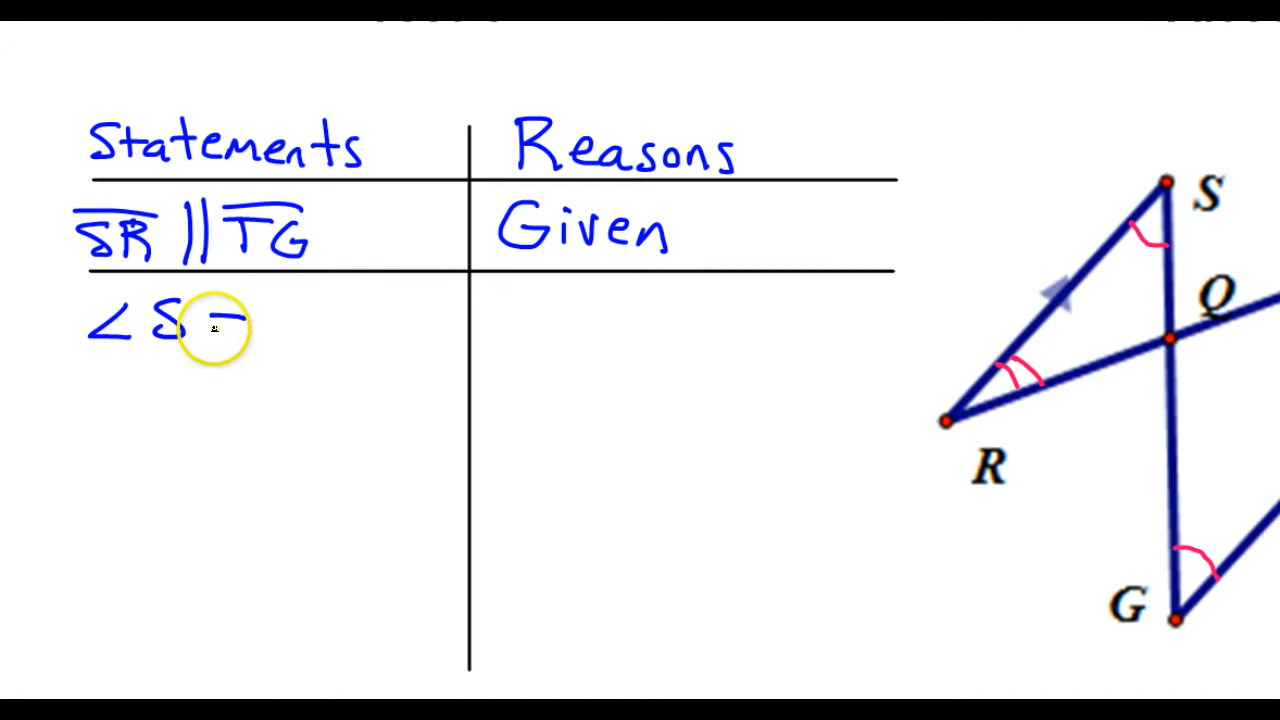 Statements Reasons
SR || TG Given
∠S
S
Q
R
G